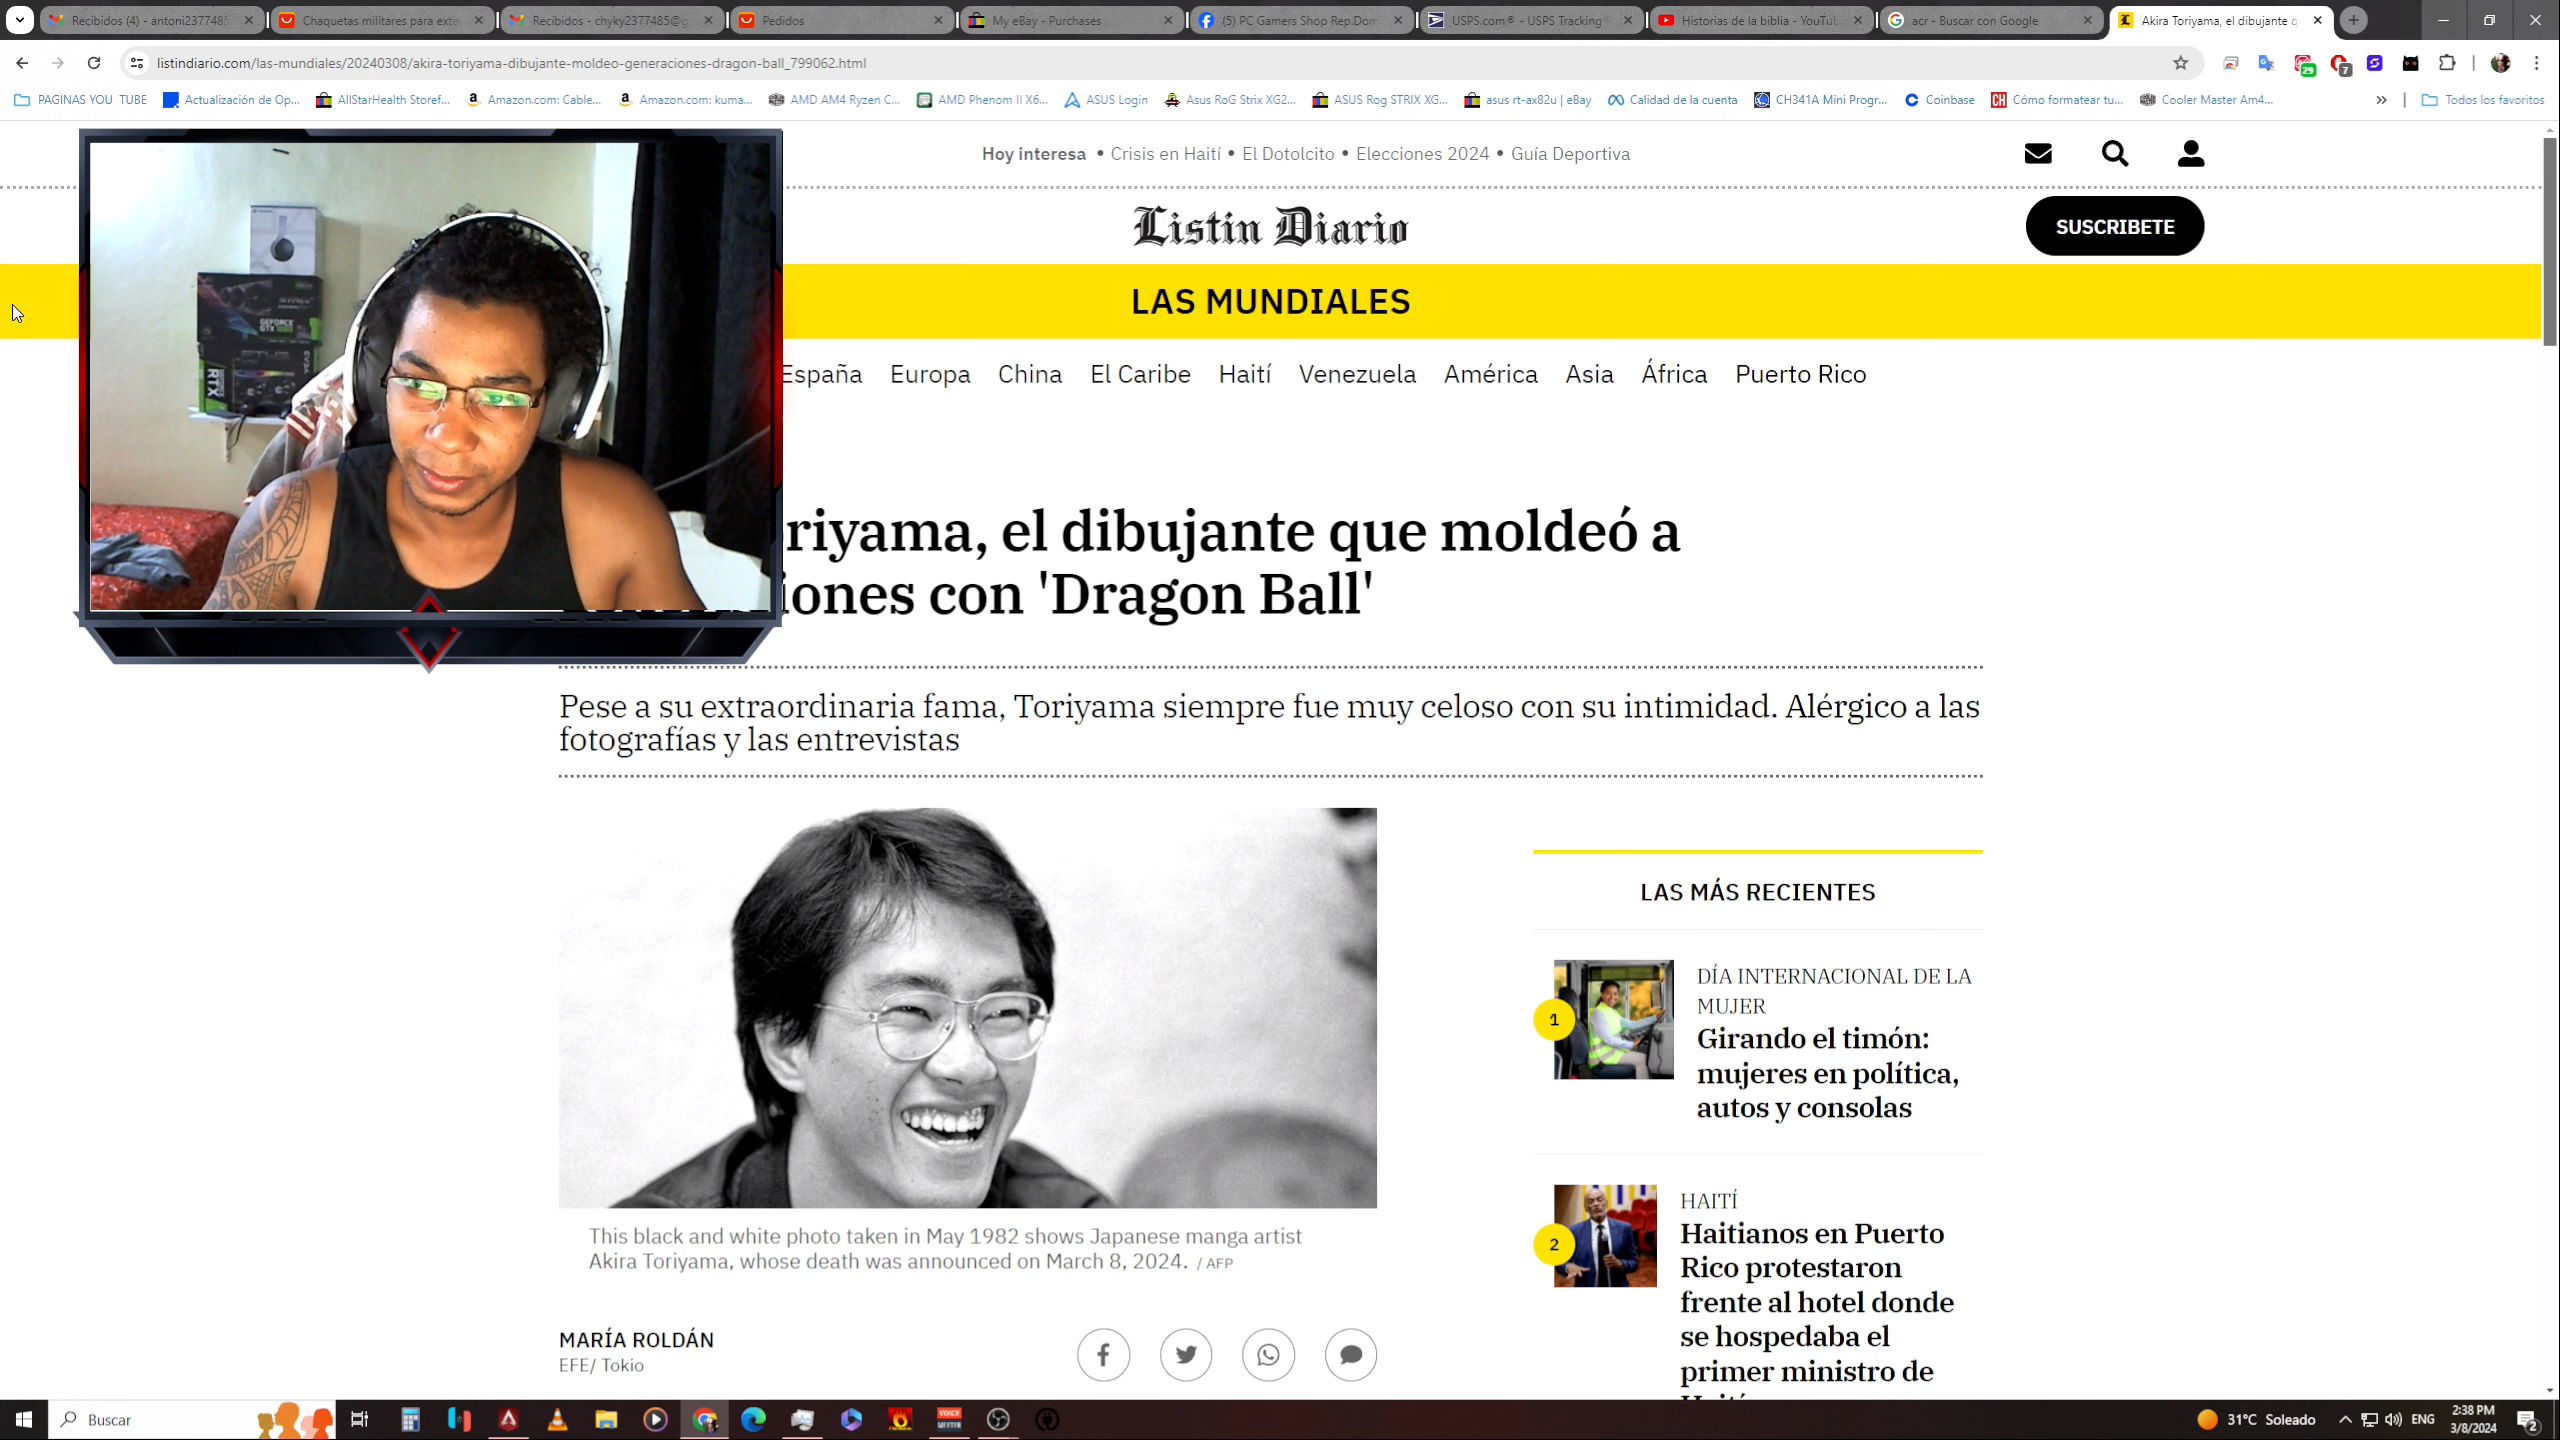 Recibidos (4) - antoni2377485
Chaquetas militares para exte
Recibidos - chyky2377485@g
Pedidos
My eBay - Purchases
(5) PC Gamers Shop Rep.Dom
USPS.com® - USPS Tracking
Historias de la biblia - YouTub
acr - Buscar con Google
Akira Toriyama, el dibujante q
listindiario.com/las-mundiales/20240308/akira-toriyama-dibujante-moldeo-generaciones-dragon-ball_799062.html
29
7
PAGINAS YOU TUBE
Actualización de Op...
AllStarHealth Storef...
Amazon.com: Cable...
Amazon.com: kuma...
AMD AM4 Ryzen C...
AMD Phenom II X6...
ASUS Login
Asus RoG Strix XG2...
ASUS Rog STRIX XG...
asus rt-ax82u | eBay
Calidad de la cuenta
CH341A Mini Progr...
Coinbase
Cómo formatear tu...
Cooler Master Am4...
Todos los favoritos
Hoy interesa • Crisis en Haití • El Dotolcito • Elecciones 2024 • Guía Deportiva
Listin Diario
SUSCRIBETE
LAS MUNDIALES
España Europa China El Caribe Haití Venezuela América Asia África Puerto Rico
GEFORCE
RTX
riyama, el dibujante que moldeó a
iones con 'Dragon Ball'
Pese a su extraordinaria fama, Toriyama siempre fue muy celoso con su intimidad. Alérgico a las
fotografías y las entrevistas
This black and white photo taken in May 1982 shows Japanese manga artist
Akira Toriyama, whose death was announced on March 8, 2024. / AFP
MARÍA ROLDÁN
EFE/ Tokio
LAS MÁS RECIENTES
1
DÍA INTERNACIONAL DE LA
MUJER
Girando el timón:
mujeres en política,
autos y consolas
2
HAITÍ
Haitianos en Puerto
Rico protestaron
frente al hotel donde
se hospedaba el
primer ministro de
Buscar
31°C Soleado
ENG
2:38 PM
3/8/2024
2